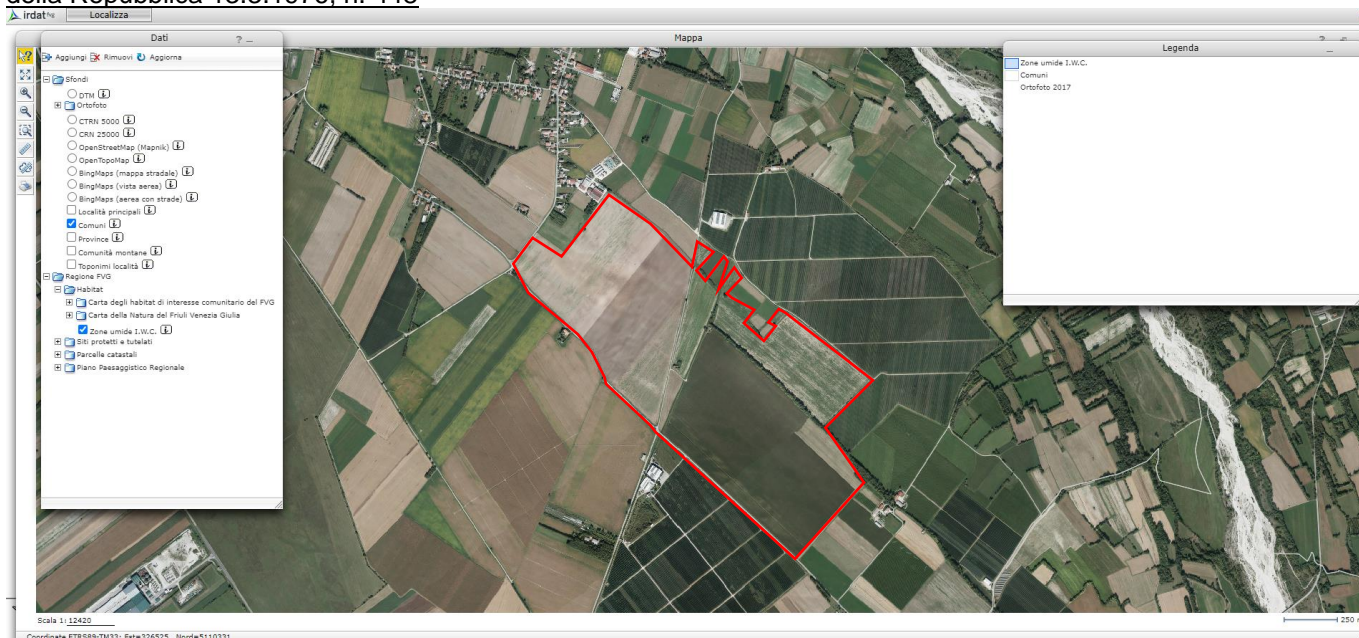 della Repubblica
irdat Localizza
Dati ? _
Mappa
Legenda
Aggiungi Rimuovi Aggiorna
Sfondi
DTM
Ortofoto
CTRN 5000
CRN 25000
OpenStreetMap (Mapnik)
OpenTopoMap
BingMaps (mappa stradale)
BingMaps (vista aerea)
BingMaps (aerea con strade)
Località principali
Comuni
Province
Comunità montane
Toponimi località
Regione FVG
Habitat
Carta degli habitat di interesse comunitario del FVG
Carta della Natura del Friuli Venezia Giulia
Zone umide I.W.C.
Siti protetti e tutelati
Parcelle catastali
Piano Paesaggistico Regionale
Zone umide I.W.C.
Comuni
Ortofoto 2017
Scala 1: 12420
250 m
Coordinate ETRS89-TM33: Est=326525 Nord=5110331